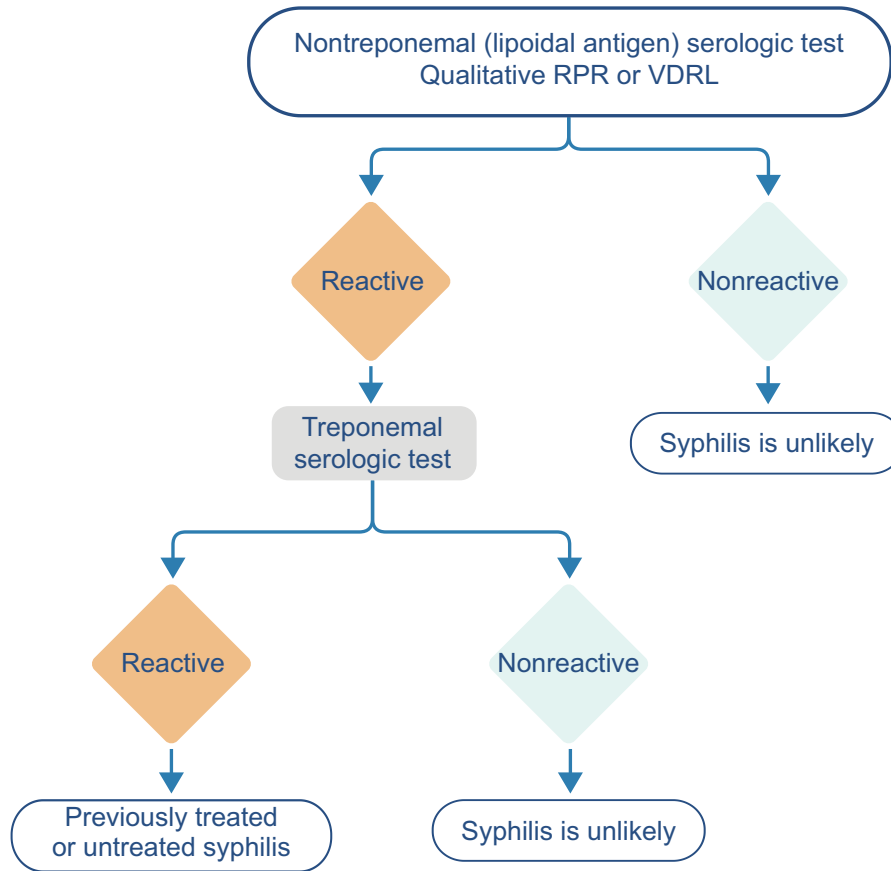 Nontreponemal (lipoidal antigen) serologic test
Qualitative RPR or VDRL
Reactive
Nonreactive
Treponemal
serologic test
Syphilis is unlikely
Reactive
Nonreactive
Previously treated
or untreated syphilis
Syphilis is unlikely